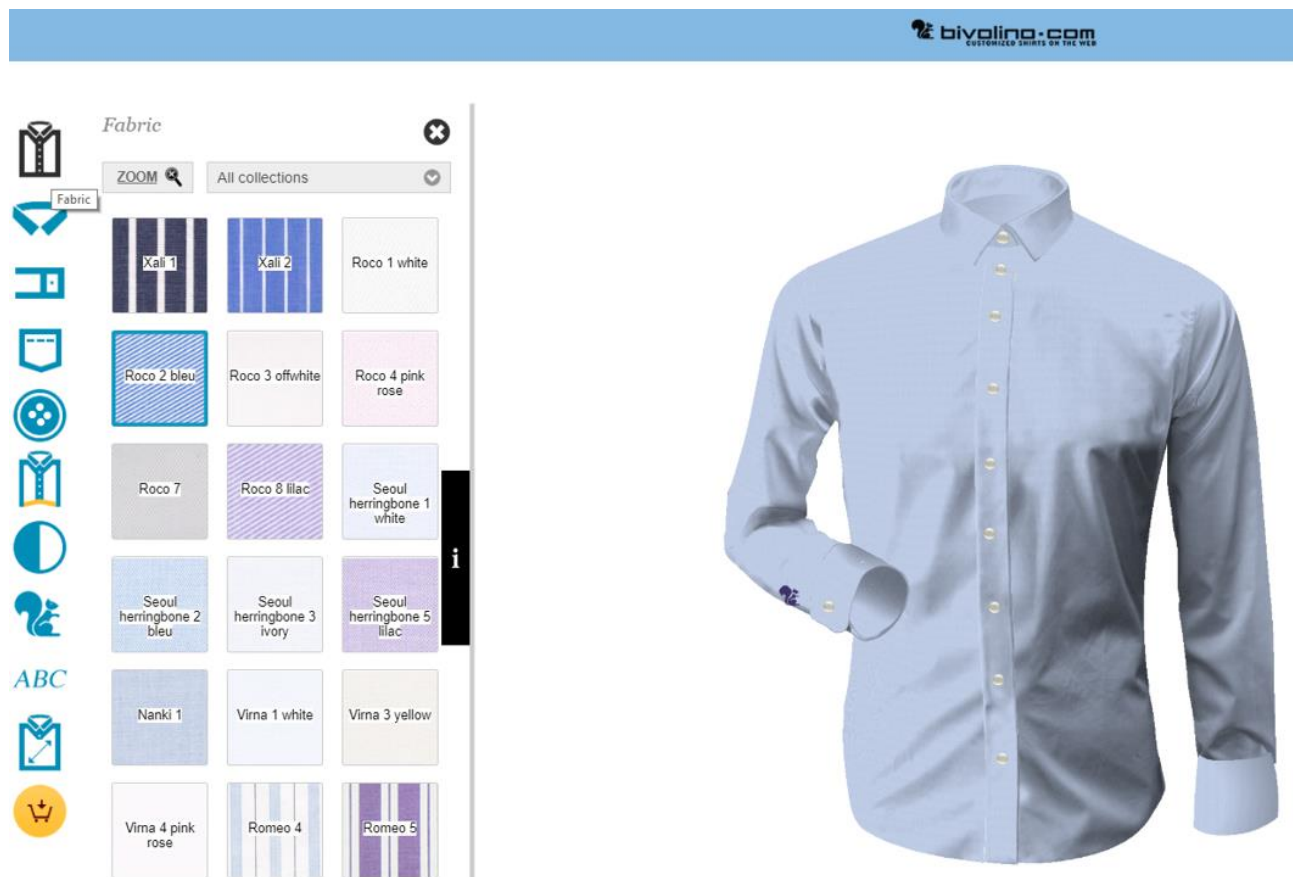 bivolino.com
CUSTOMIZED SHIRTS ON THE WEB
Fabric
ZOOM
All collections
Fabric
Xali 1
Xali 2
Roco 1 white
Roco 2 bleu
Roco 3 offwhite
Roco 4 pink
rose
Roco 7
Roco 8 lilac
Seoul
herringbone 1
white
i
Seoul
herringbone 2
bleu
Seoul
herringbone 3
ivory
Seoul
herringbone 5
lilac
ABC
Nanki 1
Virna 1 white
Virna 3 yellow
Virna 4 pink
rose
Romeo 4
Romeo 5